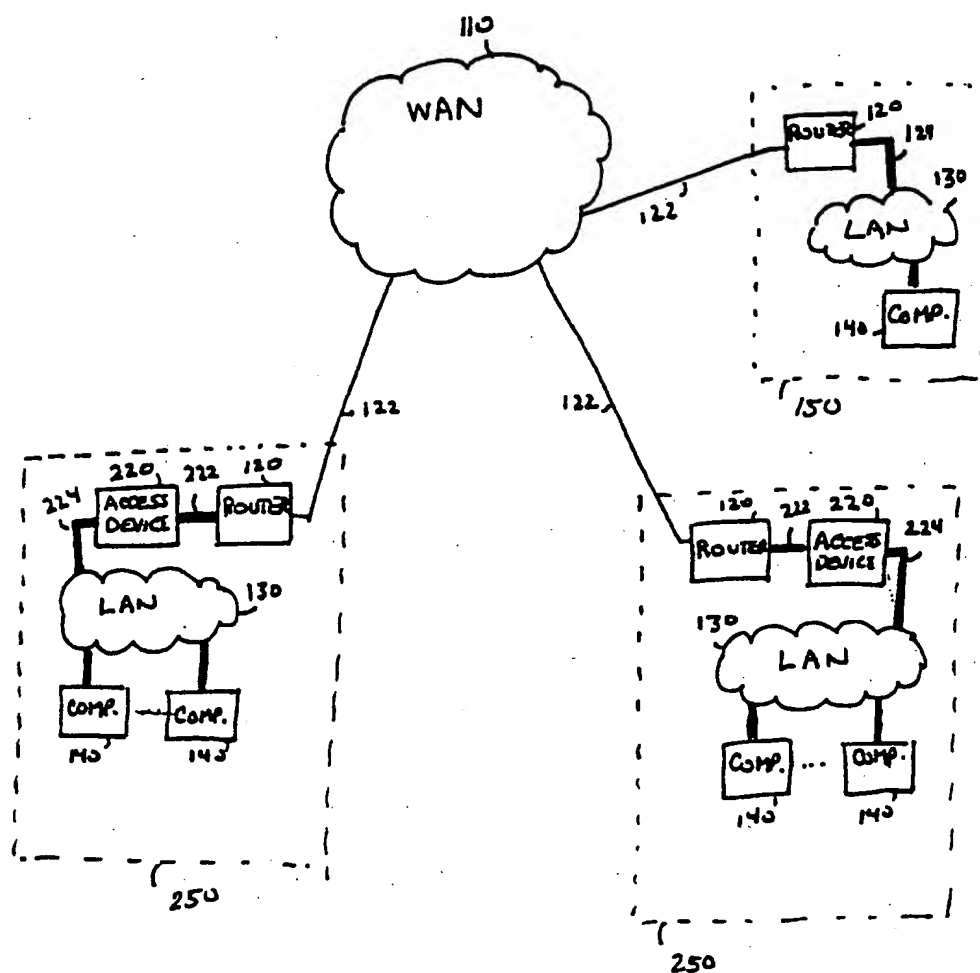 110
WAN
ROUTER
120
124
130
LAN
COMP.
140
150
122
122
122
220
222
120
224
ACCESS
DEVICE
ROUTER
LAN
130
COMP.
COMP.
140
140
250
120
222
220
224
ROUTER
ACCESS
DEVICE
130
LAN
COMP.
...
COMP.
140
140
250